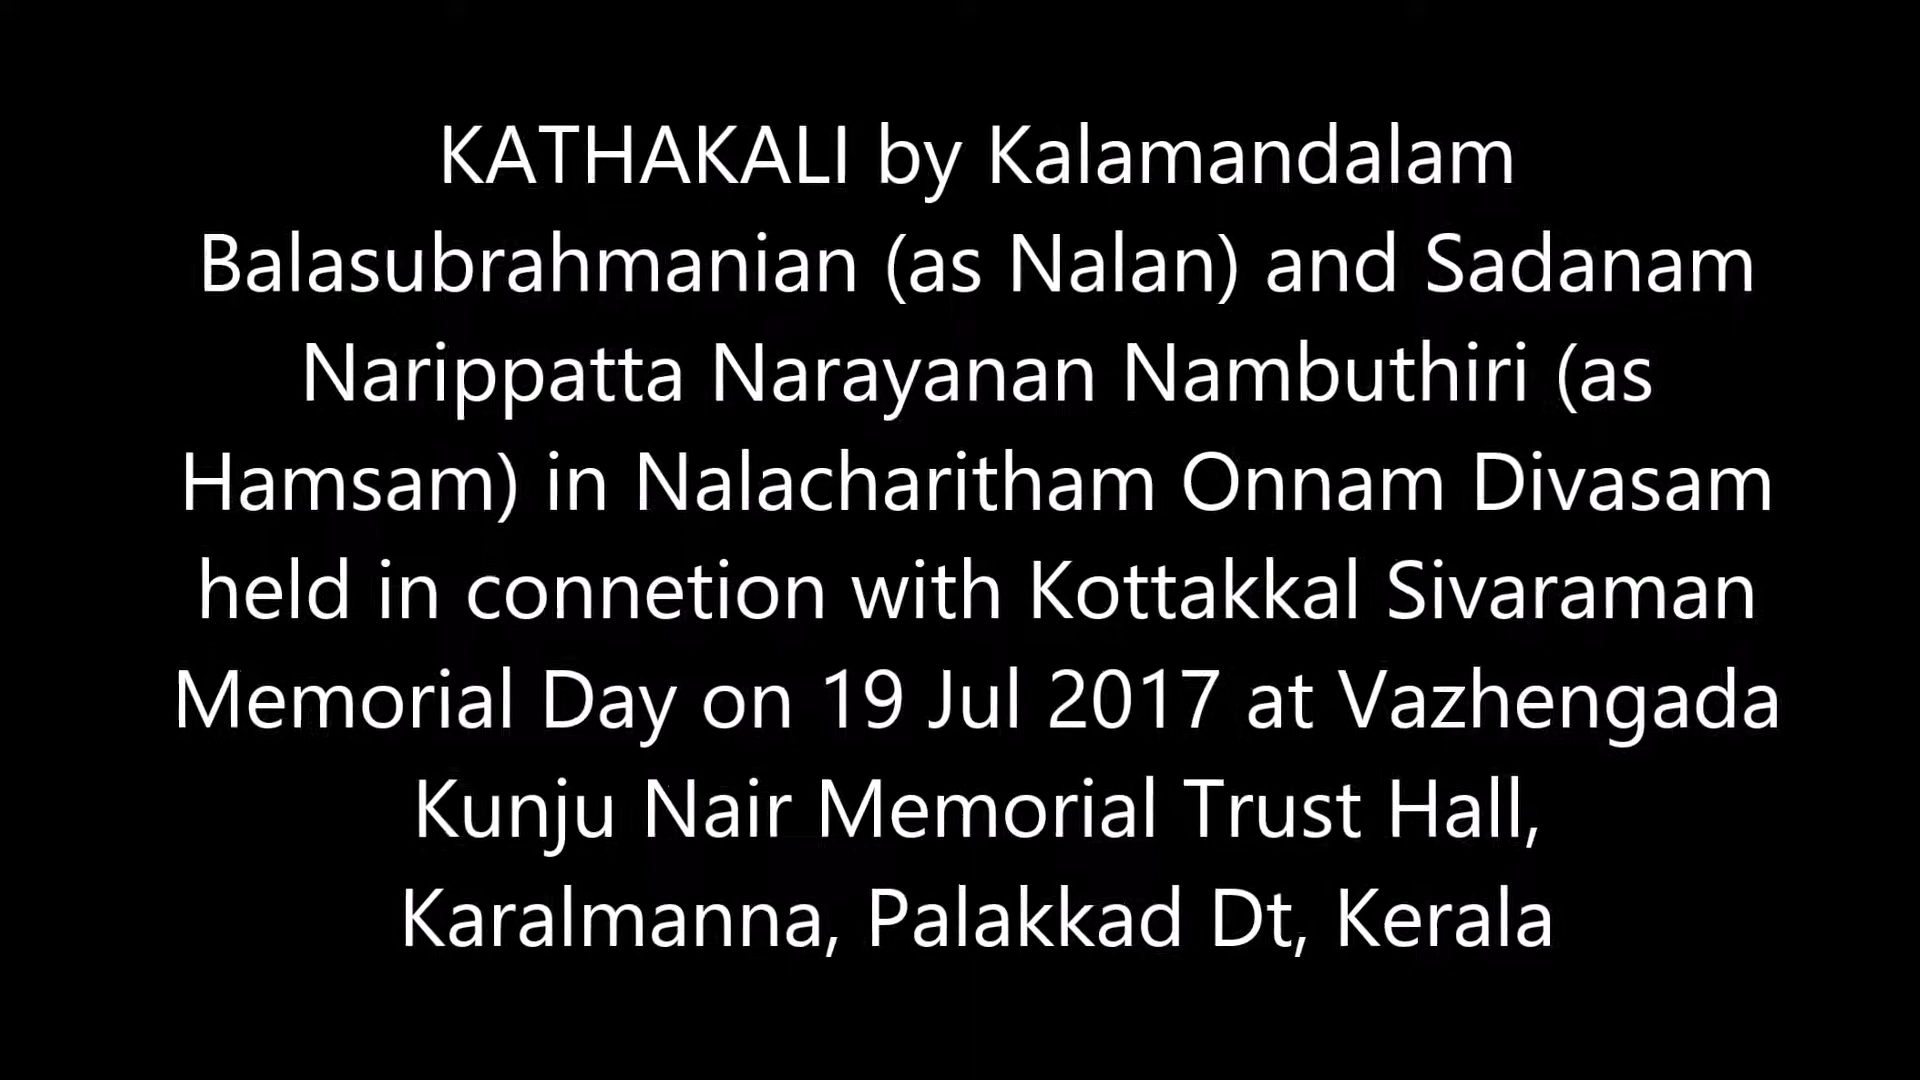 KATHAKALI by Kalamandalam
Balasubrahmanian (as Nalan) and Sadanam
Narippatta Narayanan Nambuthiri (as
Hamsam) in Nalacharitham Onnam Divasam
held in connetion with Kottakkal Sivaraman
Memorial Day on 19 Jul 2017 at Vazhengada
Kunju Nair Memorial Trust Hall,
Karalmanna, Palakkad Dt, Kerala